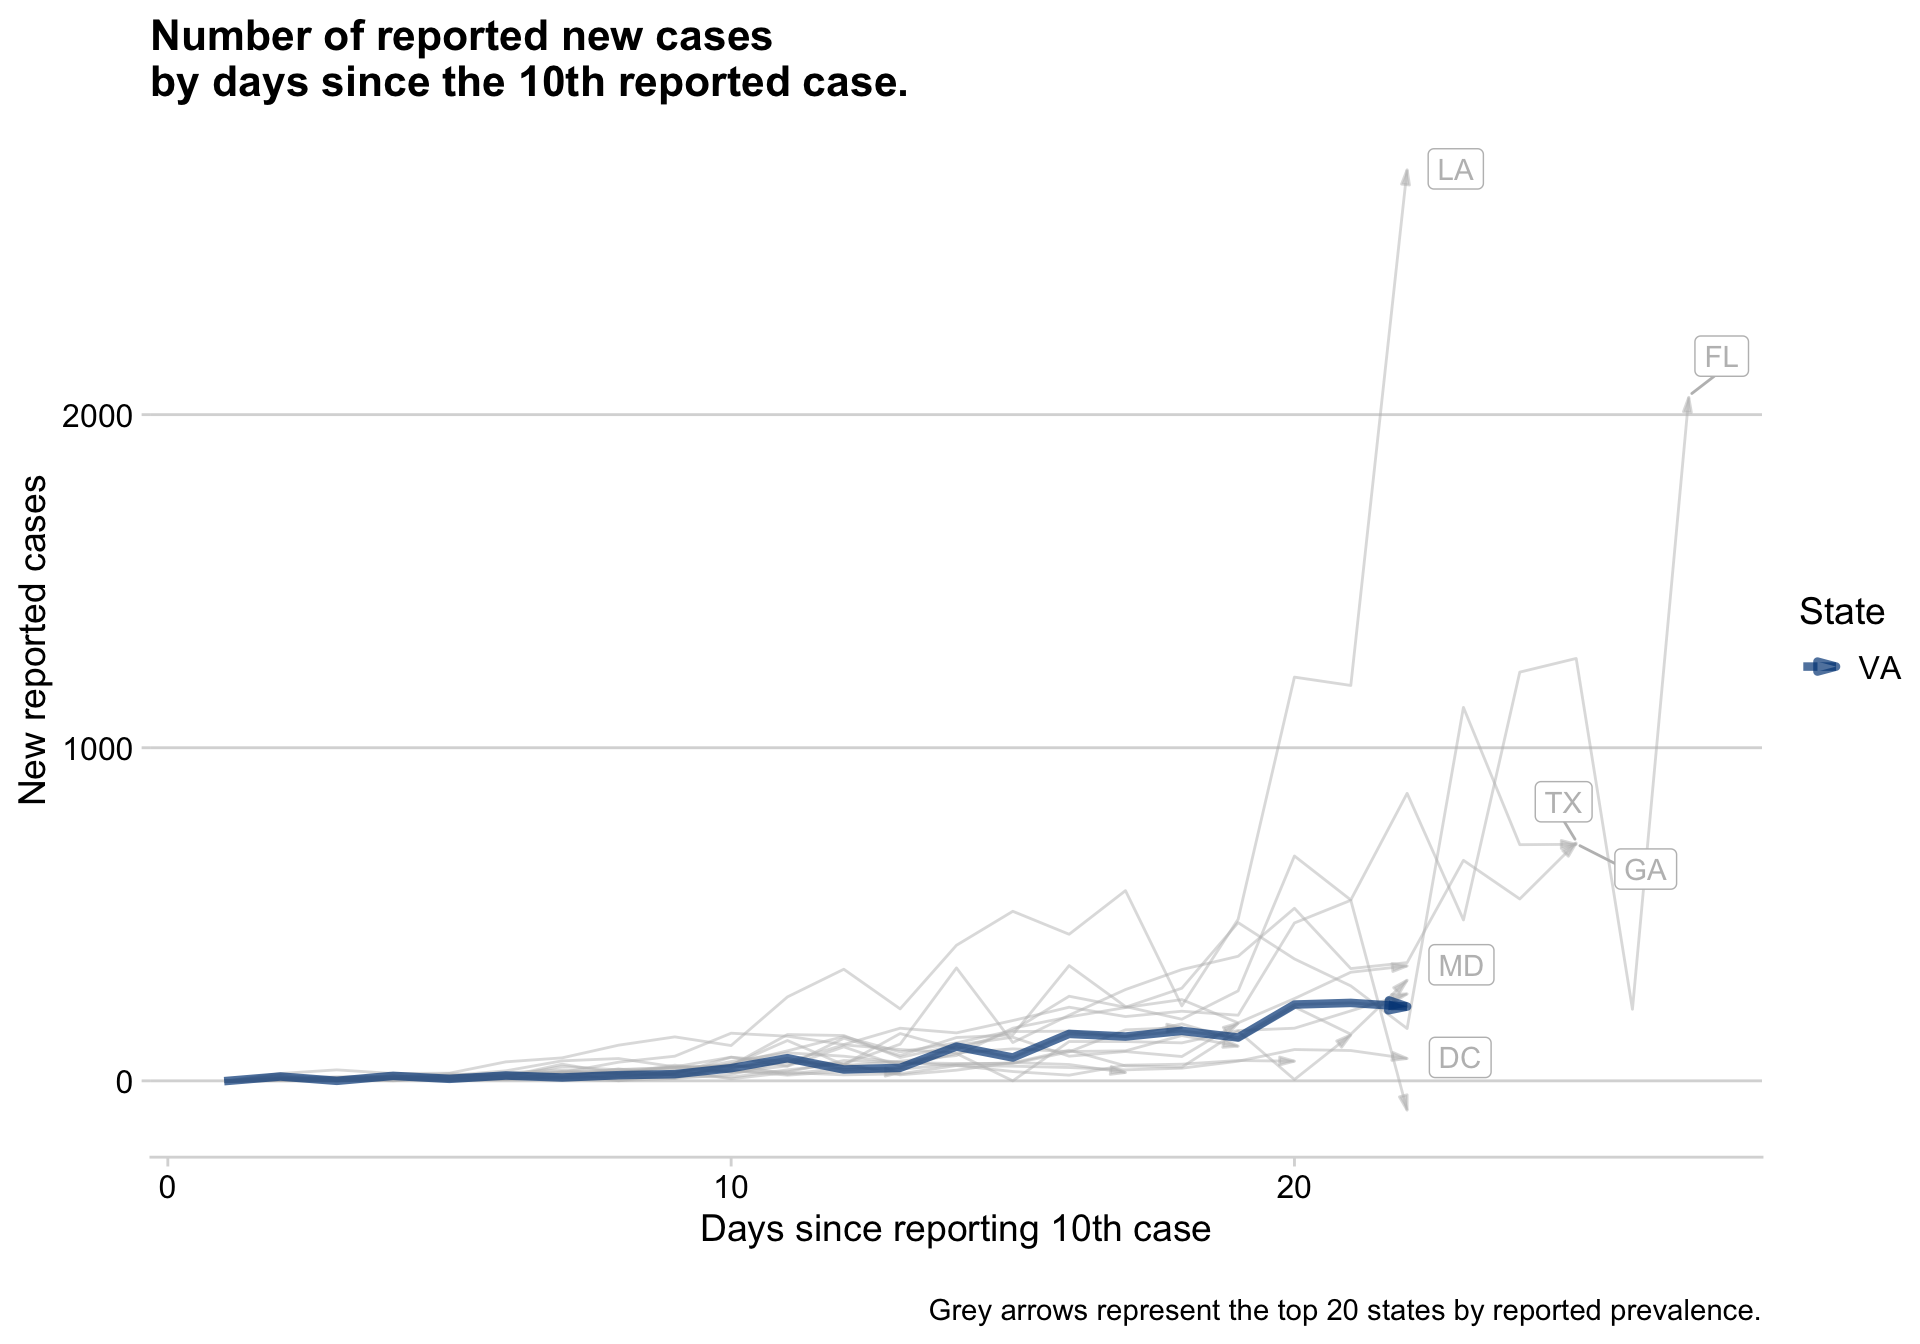 Number of reported new cases
by days since the 10th reported case.
LA
FL
2000
New reported cases
State
VA
1000
TX
GA
MD
DC
0
0
10
20
Days since reporting 10th case
Grey arrows represent the top 20 states by reported prevalence.